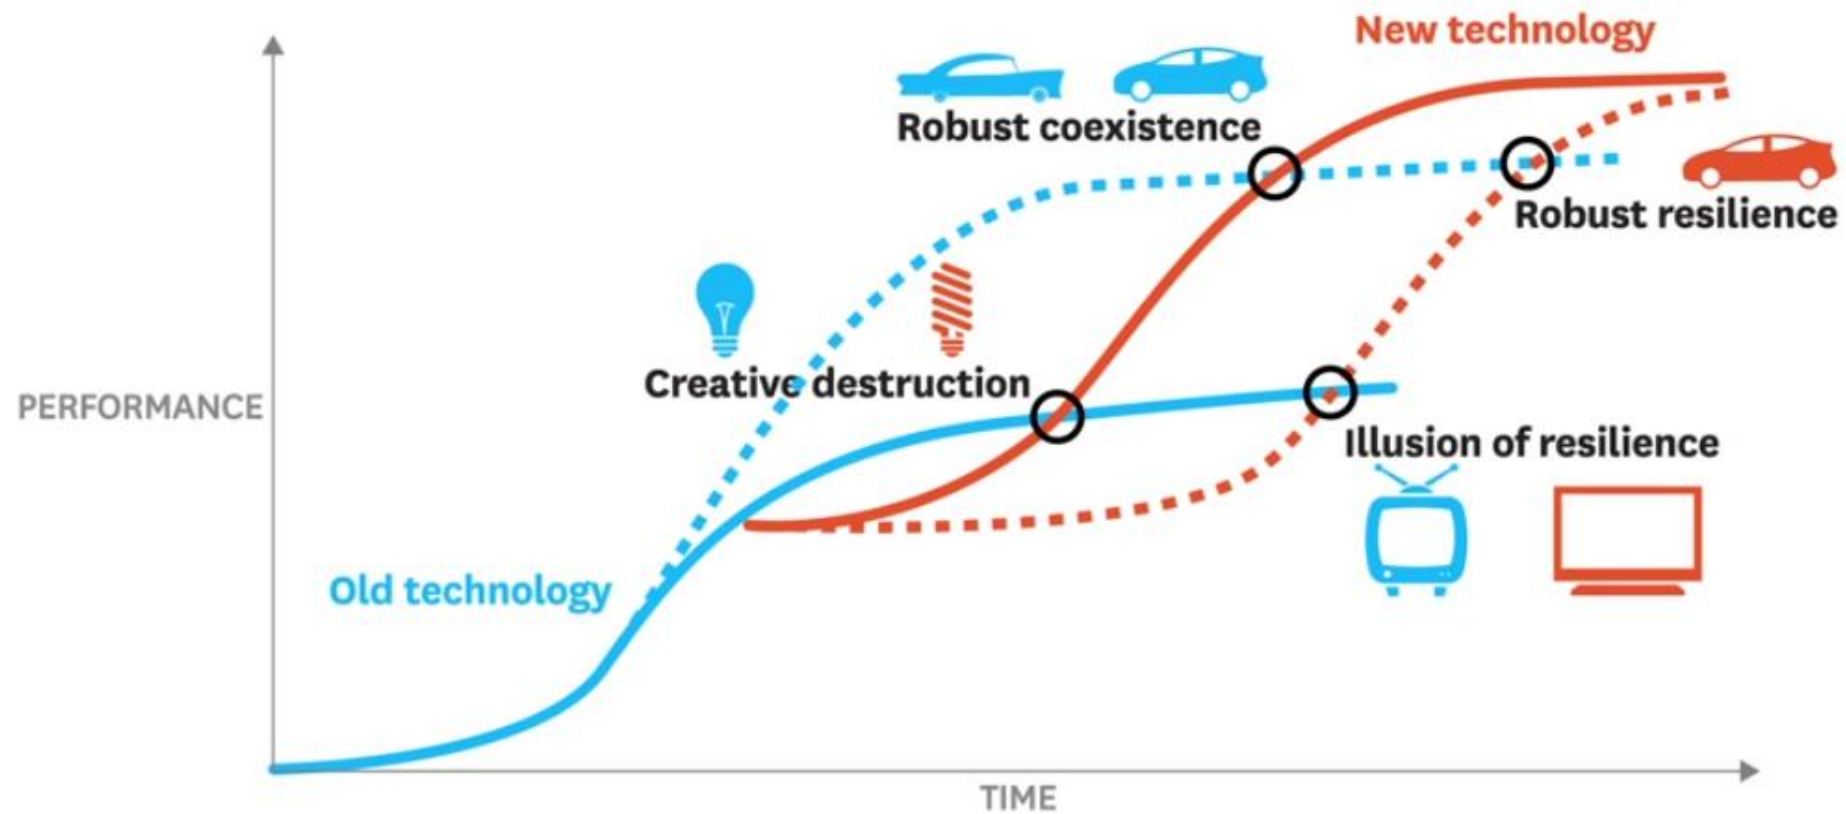 New technology
Robust coexistence
Robust resilience
Creative destruction
PERFORMANCE
Illusion of resilience
Old technology
TIME